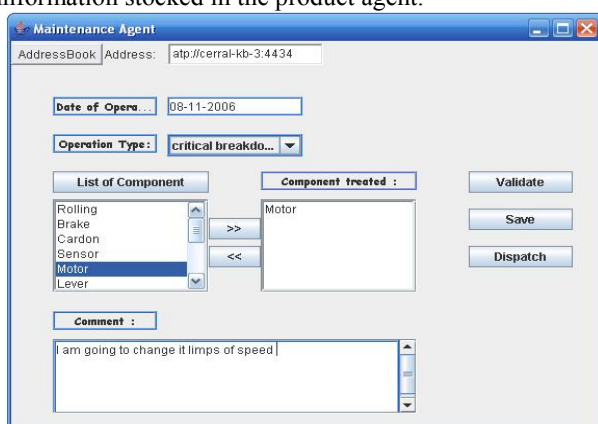 information stocked in the product agent.
Maintenance Agent
AddressBook Address: atp://cerral-kb-3:4434
Date of Opera... 08-11-2006
Operation Type: critical breakdo...
List of Component Component treated : Validate
Rolling Motor
Brake >> Save
Cardon
Sensor << Dispatch
Motor
Lever
Comment :
I am going to change it limps of speed